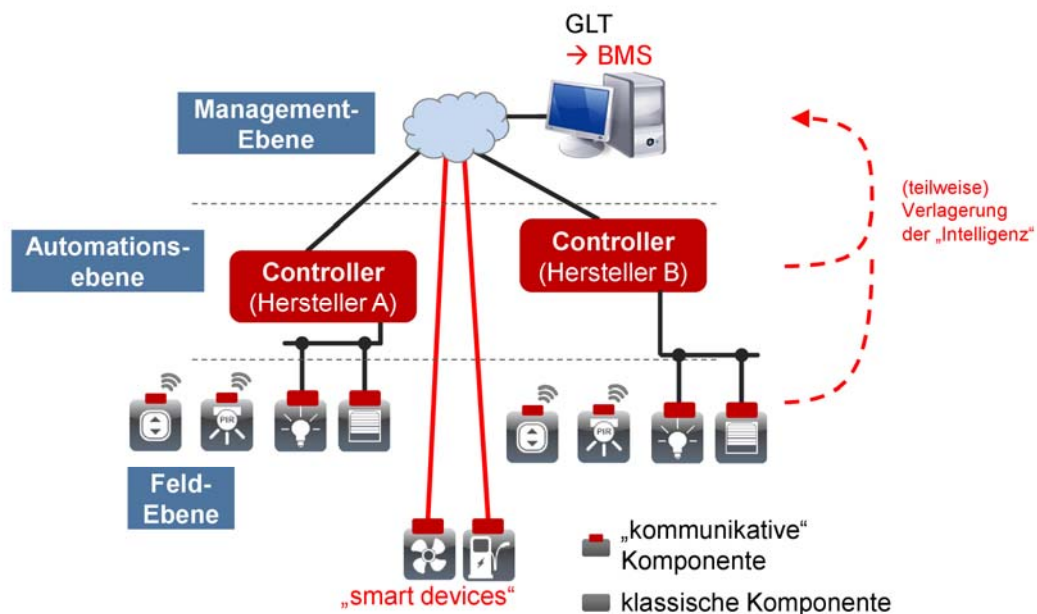 GLT
→ BMS
Management-
Ebene
(teilweise)
Verlagerung
der „Intelligenz“
Automations-
ebene
Controller
(Hersteller A)
Controller
(Hersteller B)
PIR
PIR
Feld-
Ebene
„smart devices“
„kommunikative“
Komponente
klassische Komponente